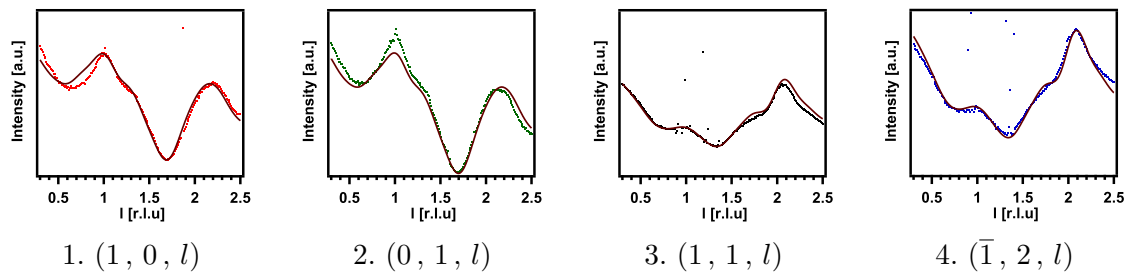 Intensity [a.u.]
0.5 1 1.5 2 2.5
l [r.l.u]
1. (1, 0, l)
Intensity [a.u.]
0.5 1 1.5 2 2.5
l [r.l.u]
2. (0, 1, l)
Intensity [a.u.]
0.5 1 1.5 2 2.5
l [r.l.u]
3. (1, 1, l)
Intensity [a.u.]
0.5 1 1.5 2 2.5
l [r.l.u]
4. (1̅, 2, l)